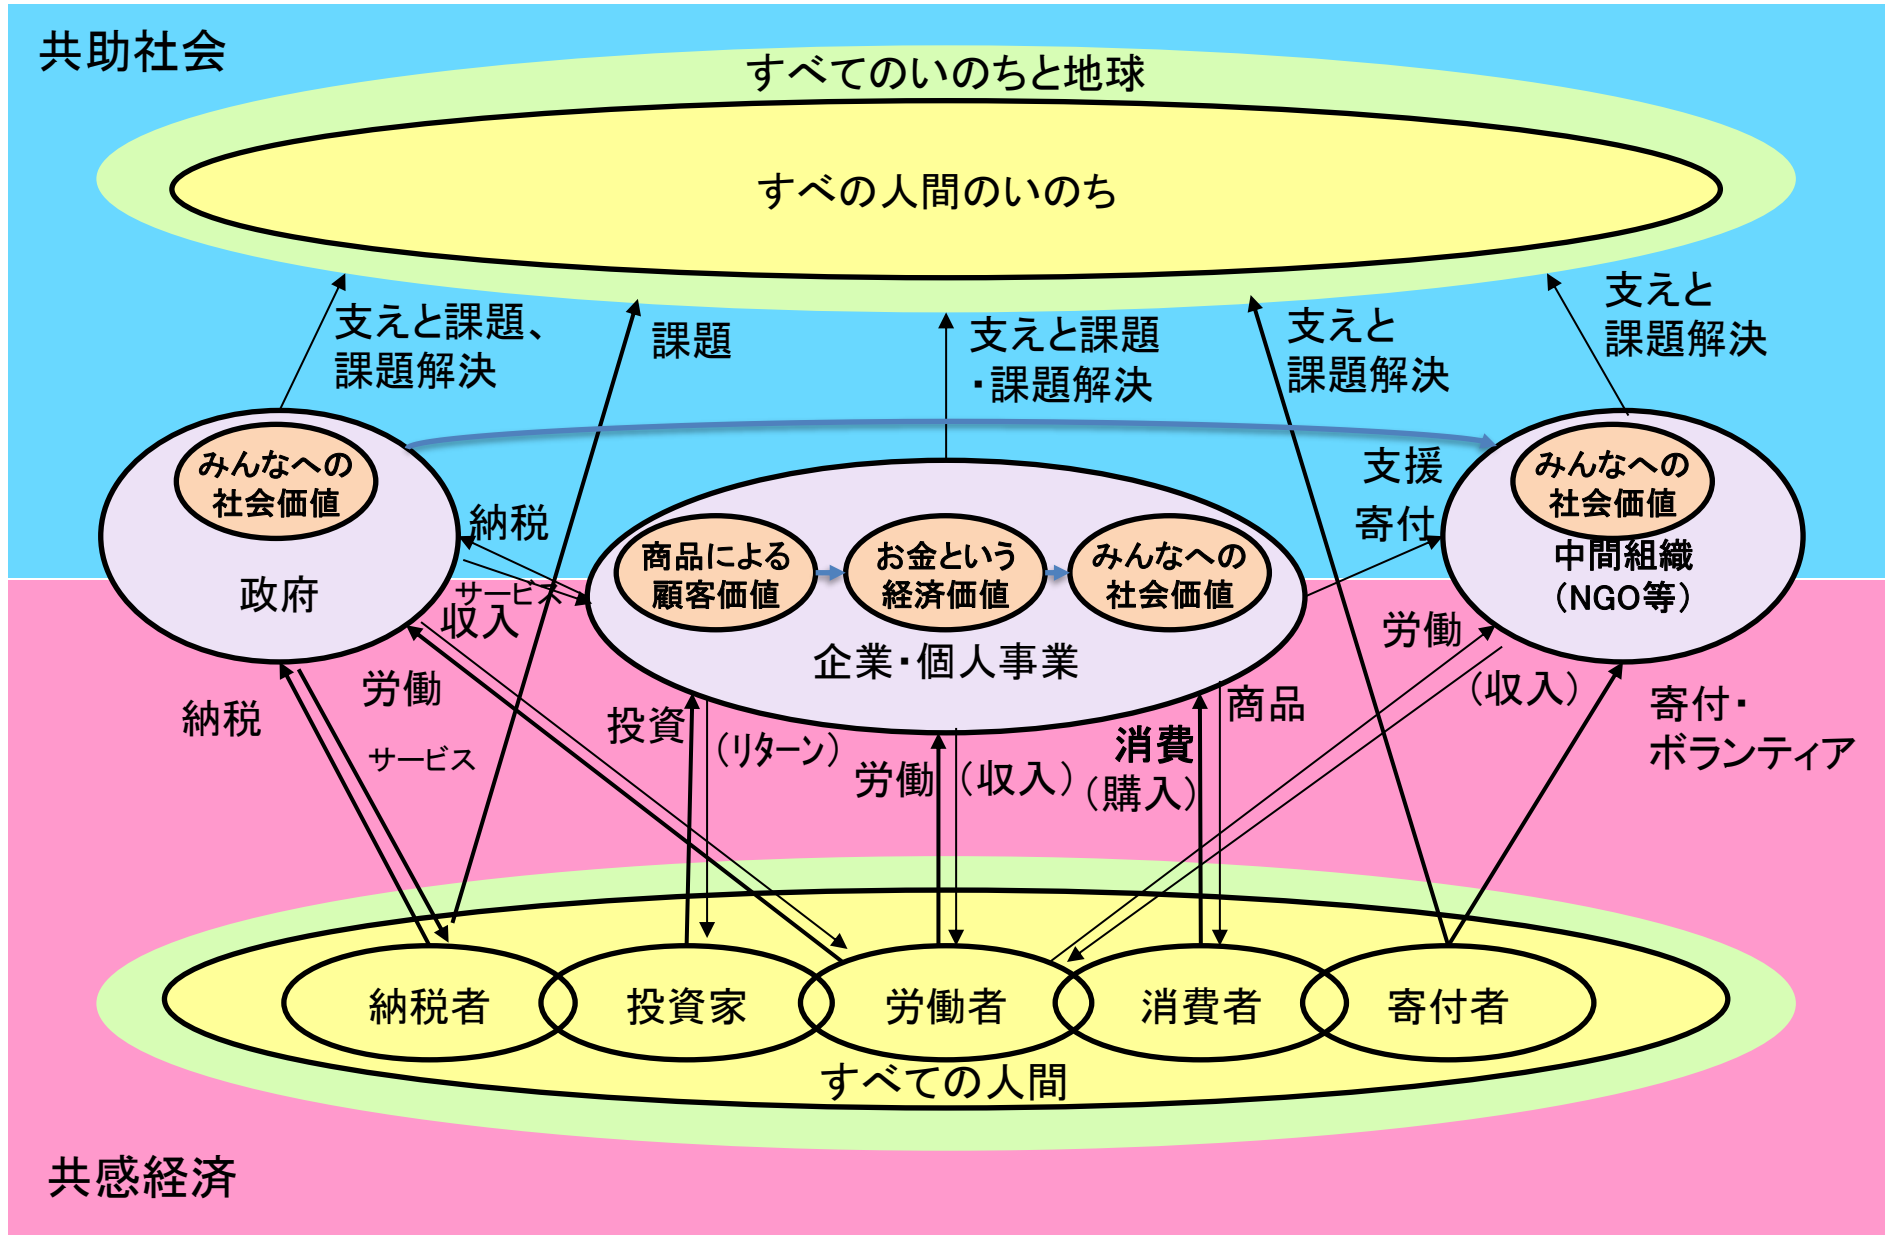 共助社会
すべてのいのちと地球
すべの人間のいのち
支えと課題、
課題解決
課題
支えと課題
・課題解決
支えと
課題解決
支えと
課題解決
みんなへの
社会価値
政府
納税
サービス
収入
商品による
顧客価値
お金という
経済価値
みんなへの
社会価値
企業・個人事業
支援
寄付
みんなへの
社会価値
中間組織
（NGO等）
納税
サービス
労働
投資
（リターン）
労働
（収入）
消費
（購入）
商品
労働
（収入）
寄付・
ボランティア
納税者
投資家
労働者
消費者
寄付者
すべての人間
共感経済